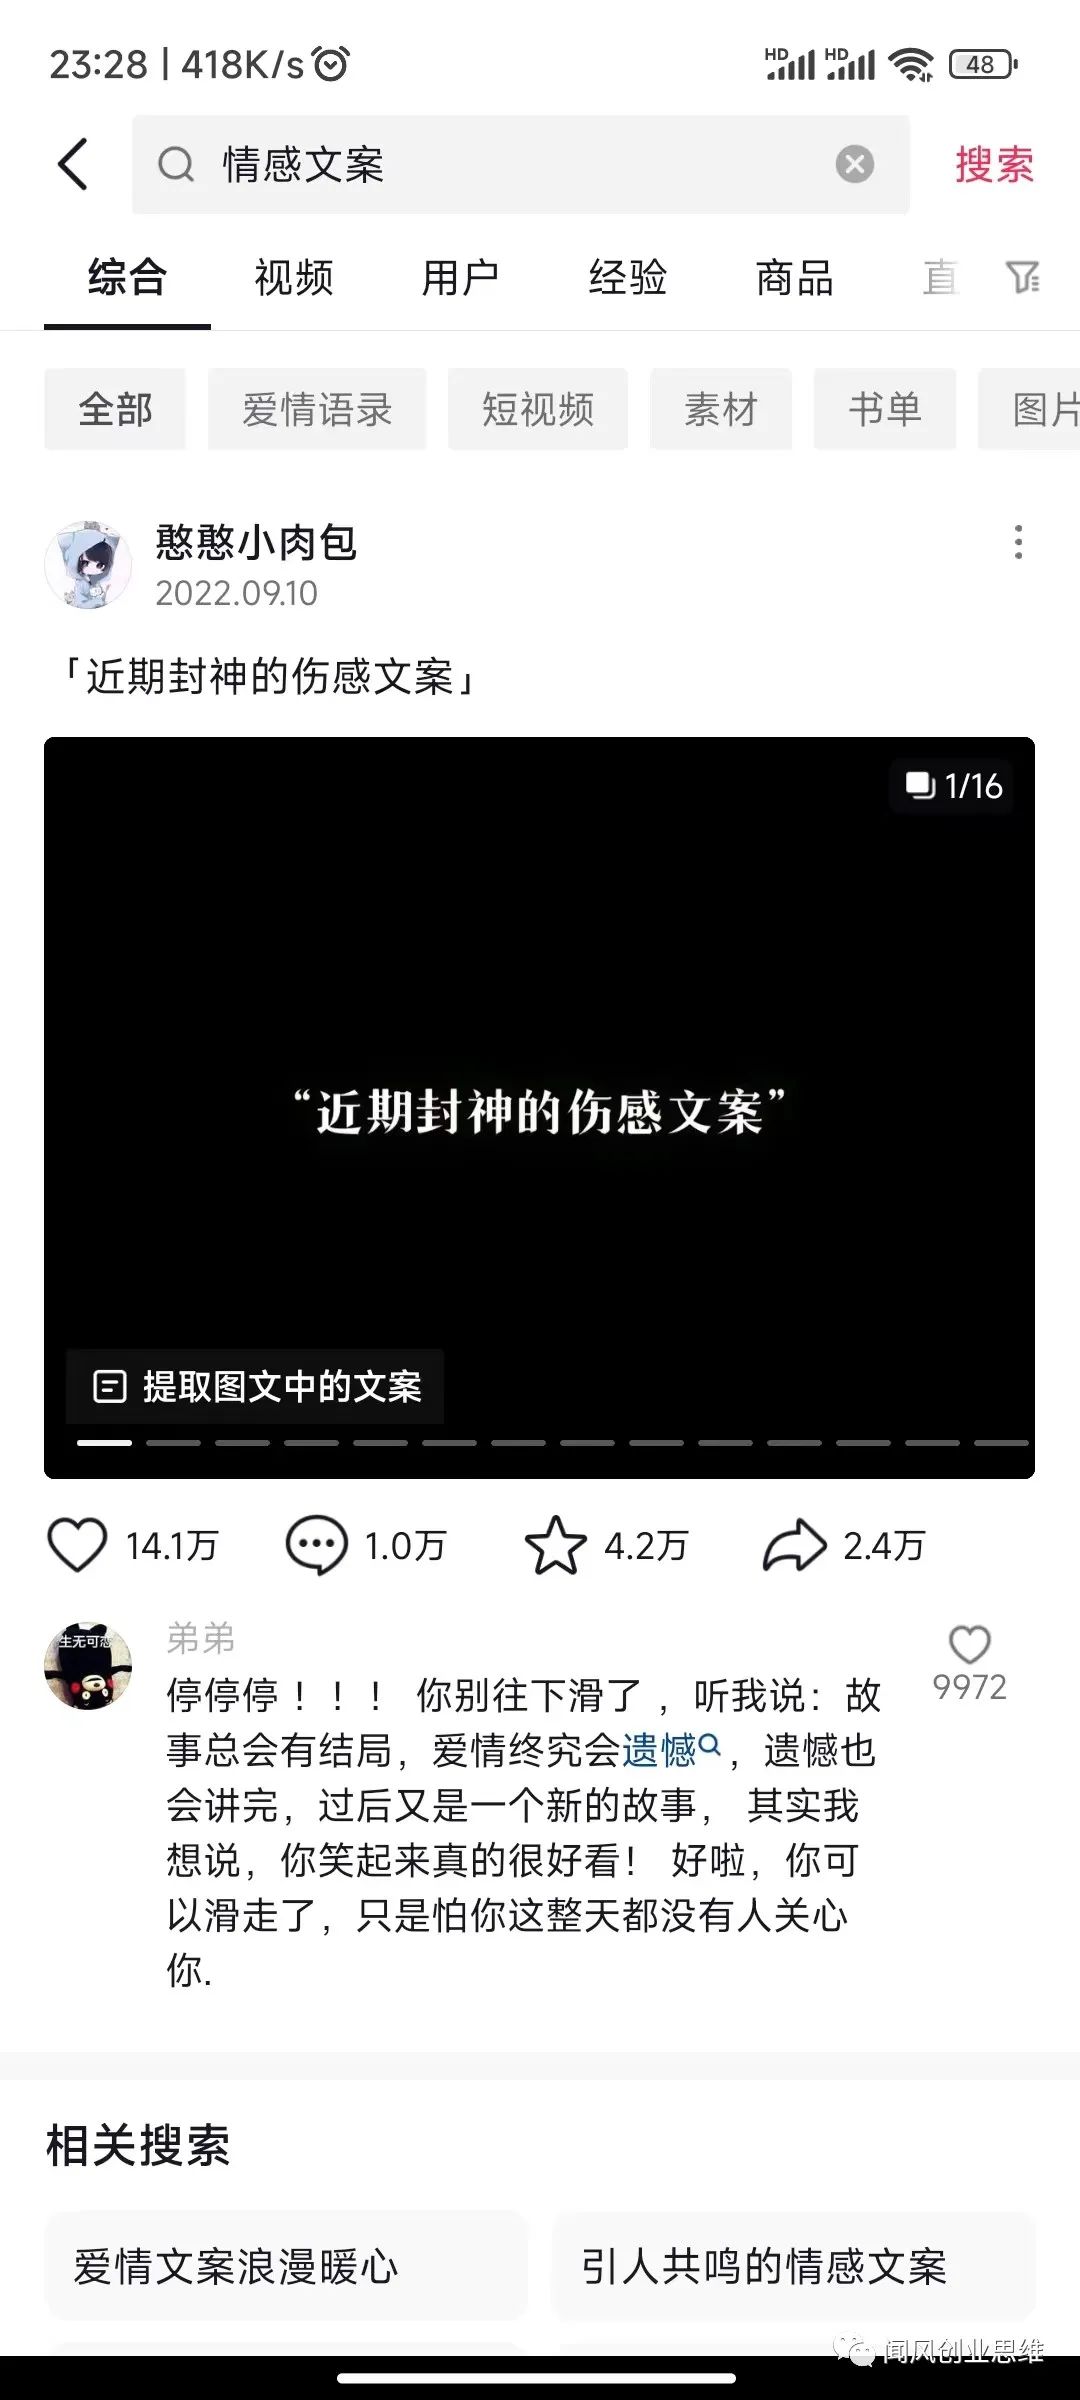 23:28 | 418K/s
HD HD 48
情感文案
搜索
综合 视频 用户 经验 商品 直
全部 爱情语录 短视频 素材 书单 图片
憨憨小肉包
2022.09.10
「近期封神的伤感文案」
1/16
“近期封神的伤感文案”
提取图文中的文案
14.1万 1.0万 4.2万 2.4万
生无可恋
弟弟
停停停！！！ 你别往下滑了，听我说：故
事总会有结局，爱情终究会遗憾，遗憾也
会讲完，过后又是一个新的故事， 其实我
想说，你笑起来真的很好看！ 好啦，你可
以滑走了，只是怕你这整天都没有人关心
你.
9972
相关搜索
爱情文案浪漫暖心
引人共鸣的情感文案
闻风创业思维